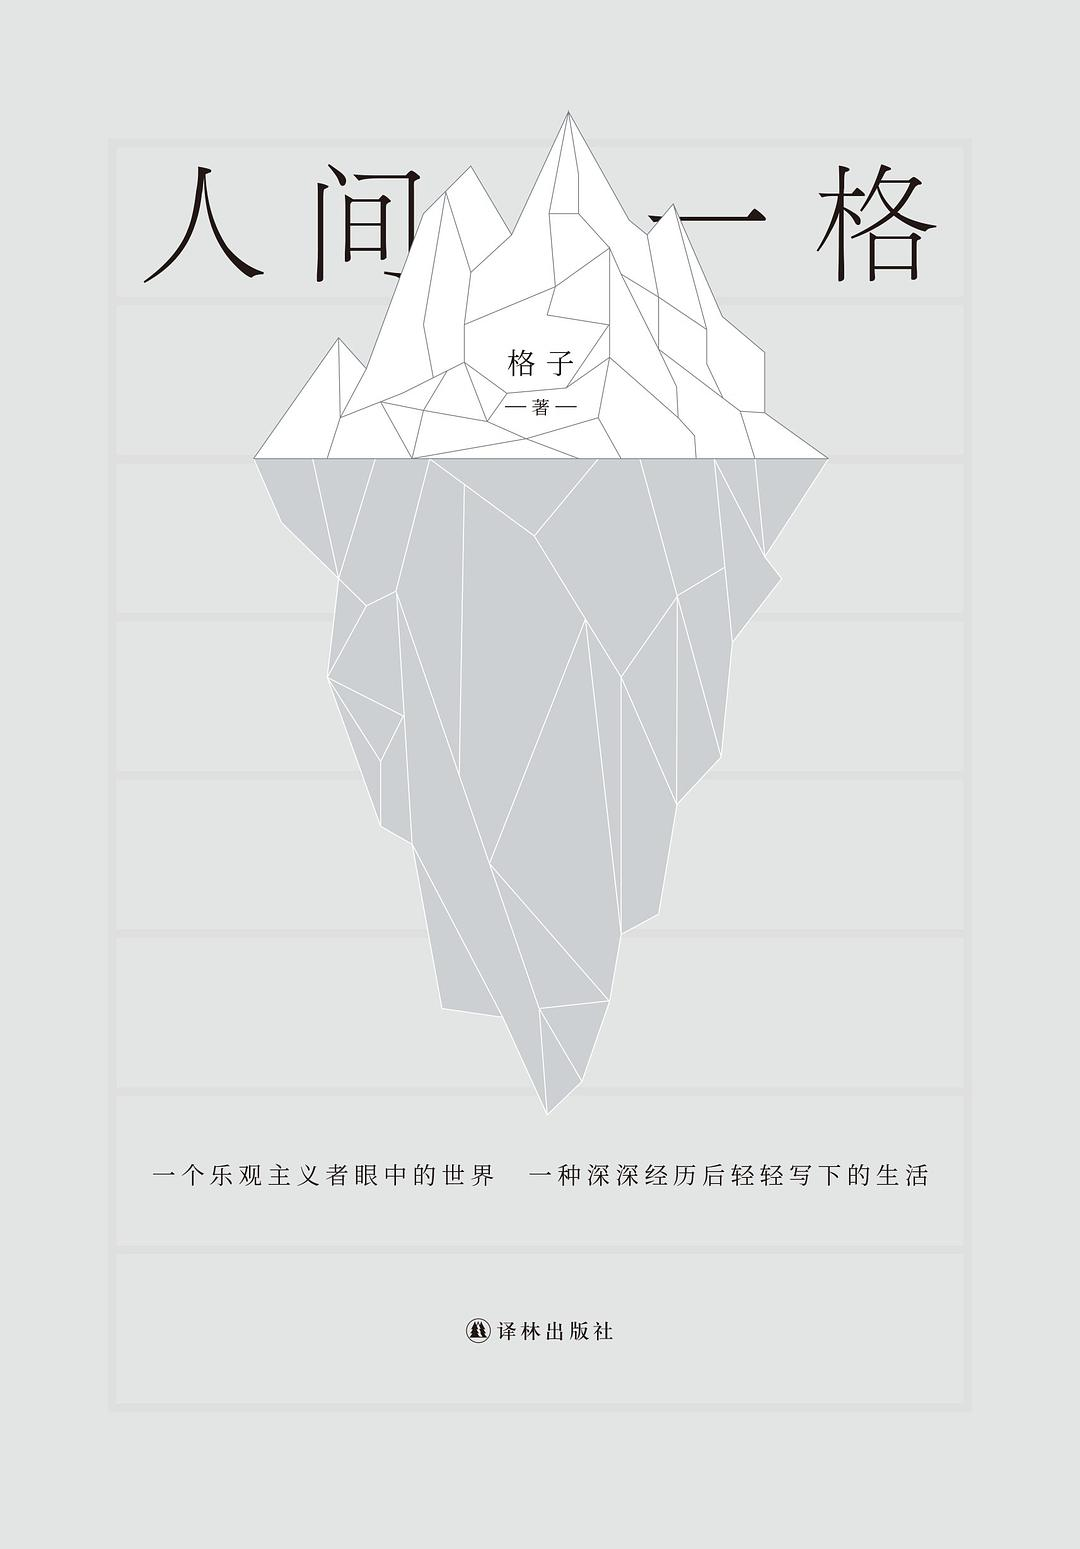 人间一格
格子
著
一个乐观主义者眼中的世界 一种深深经历后轻轻写下的生活
译林出版社